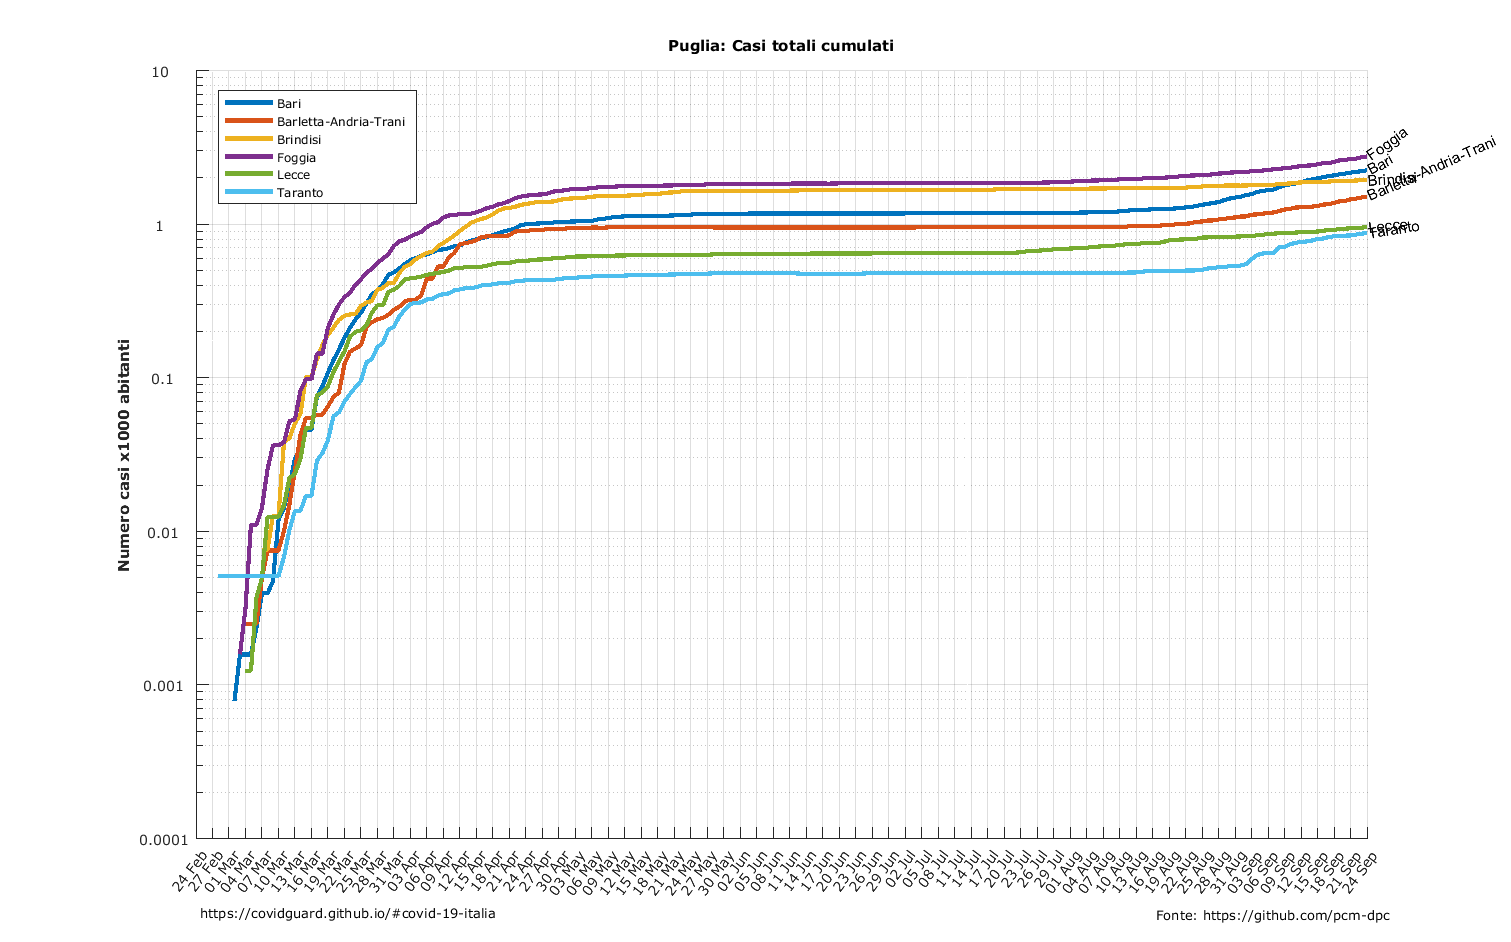 Puglia: Casi totali cumulati
10
1
0.1
0.01
0.001
0.0001
Numero casi x1000 abitanti
Bari
Barletta-Andria-Trani
Brindisi
Foggia
Lecce
Taranto
Foggia
Bari
Brindisi
Barletta-Andria-Trani
Lecce
Taranto
24 Feb
27 Feb
01 Mar
04 Mar
07 Mar
10 Mar
13 Mar
16 Mar
19 Mar
22 Mar
25 Mar
28 Mar
31 Mar
03 Apr
06 Apr
09 Apr
12 Apr
15 Apr
18 Apr
21 Apr
24 Apr
27 Apr
30 Apr
03 May
06 May
09 May
12 May
15 May
18 May
21 May
24 May
27 May
30 May
02 Jun
05 Jun
08 Jun
11 Jun
14 Jun
17 Jun
20 Jun
23 Jun
26 Jun
29 Jun
02 Jul
05 Jul
08 Jul
11 Jul
14 Jul
17 Jul
20 Jul
23 Jul
26 Jul
29 Jul
01 Aug
04 Aug
07 Aug
10 Aug
13 Aug
16 Aug
19 Aug
22 Aug
25 Aug
28 Aug
31 Aug
03 Sep
06 Sep
09 Sep
12 Sep
15 Sep
18 Sep
21 Sep
24 Sep
https://covidguard.github.io/#covid-19-italia
Fonte: https://github.com/pcm-dpc